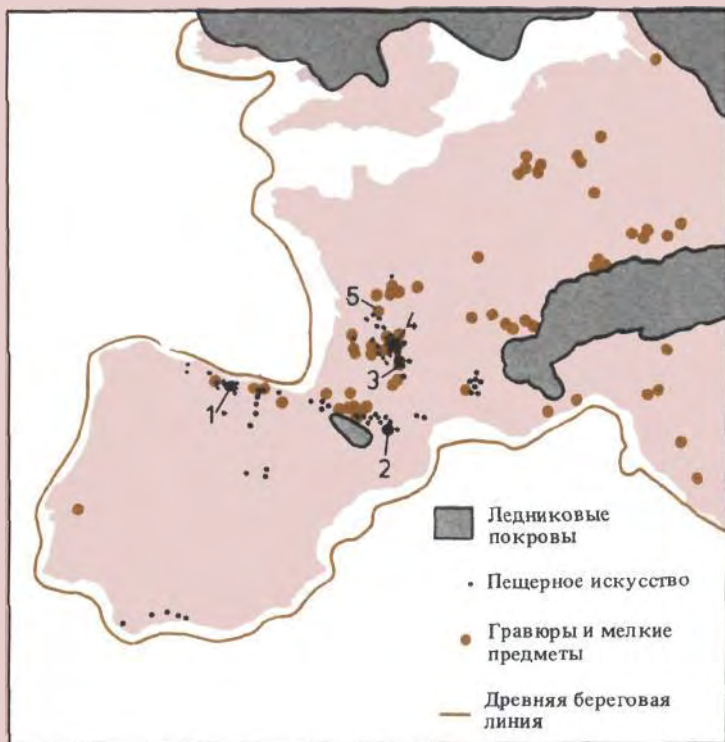 5
4
3
1
2
Ледниковые
покровы
Пещерное искусство
Гравюры и мелкие
предметы
Древняя береговая
линия